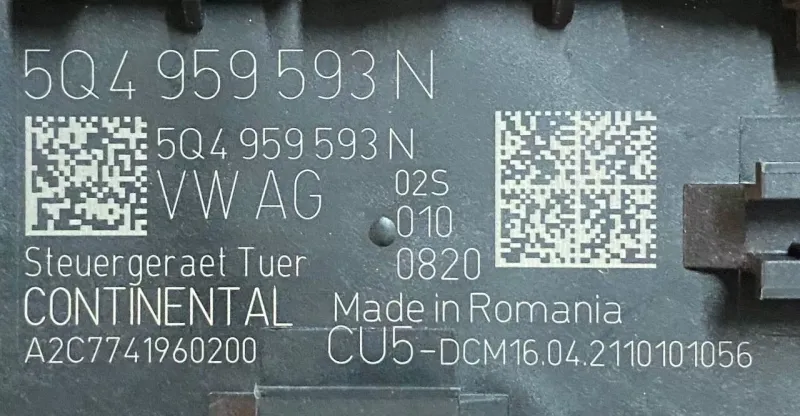 5Q4 959 593 N
5Q4 959 593 N
VW AG
02S
010
0820
Steuergeraet Tuer
CONTINENTAL
Made in Romania
A2C7741960200
CU5-DCM16.04.2110101056